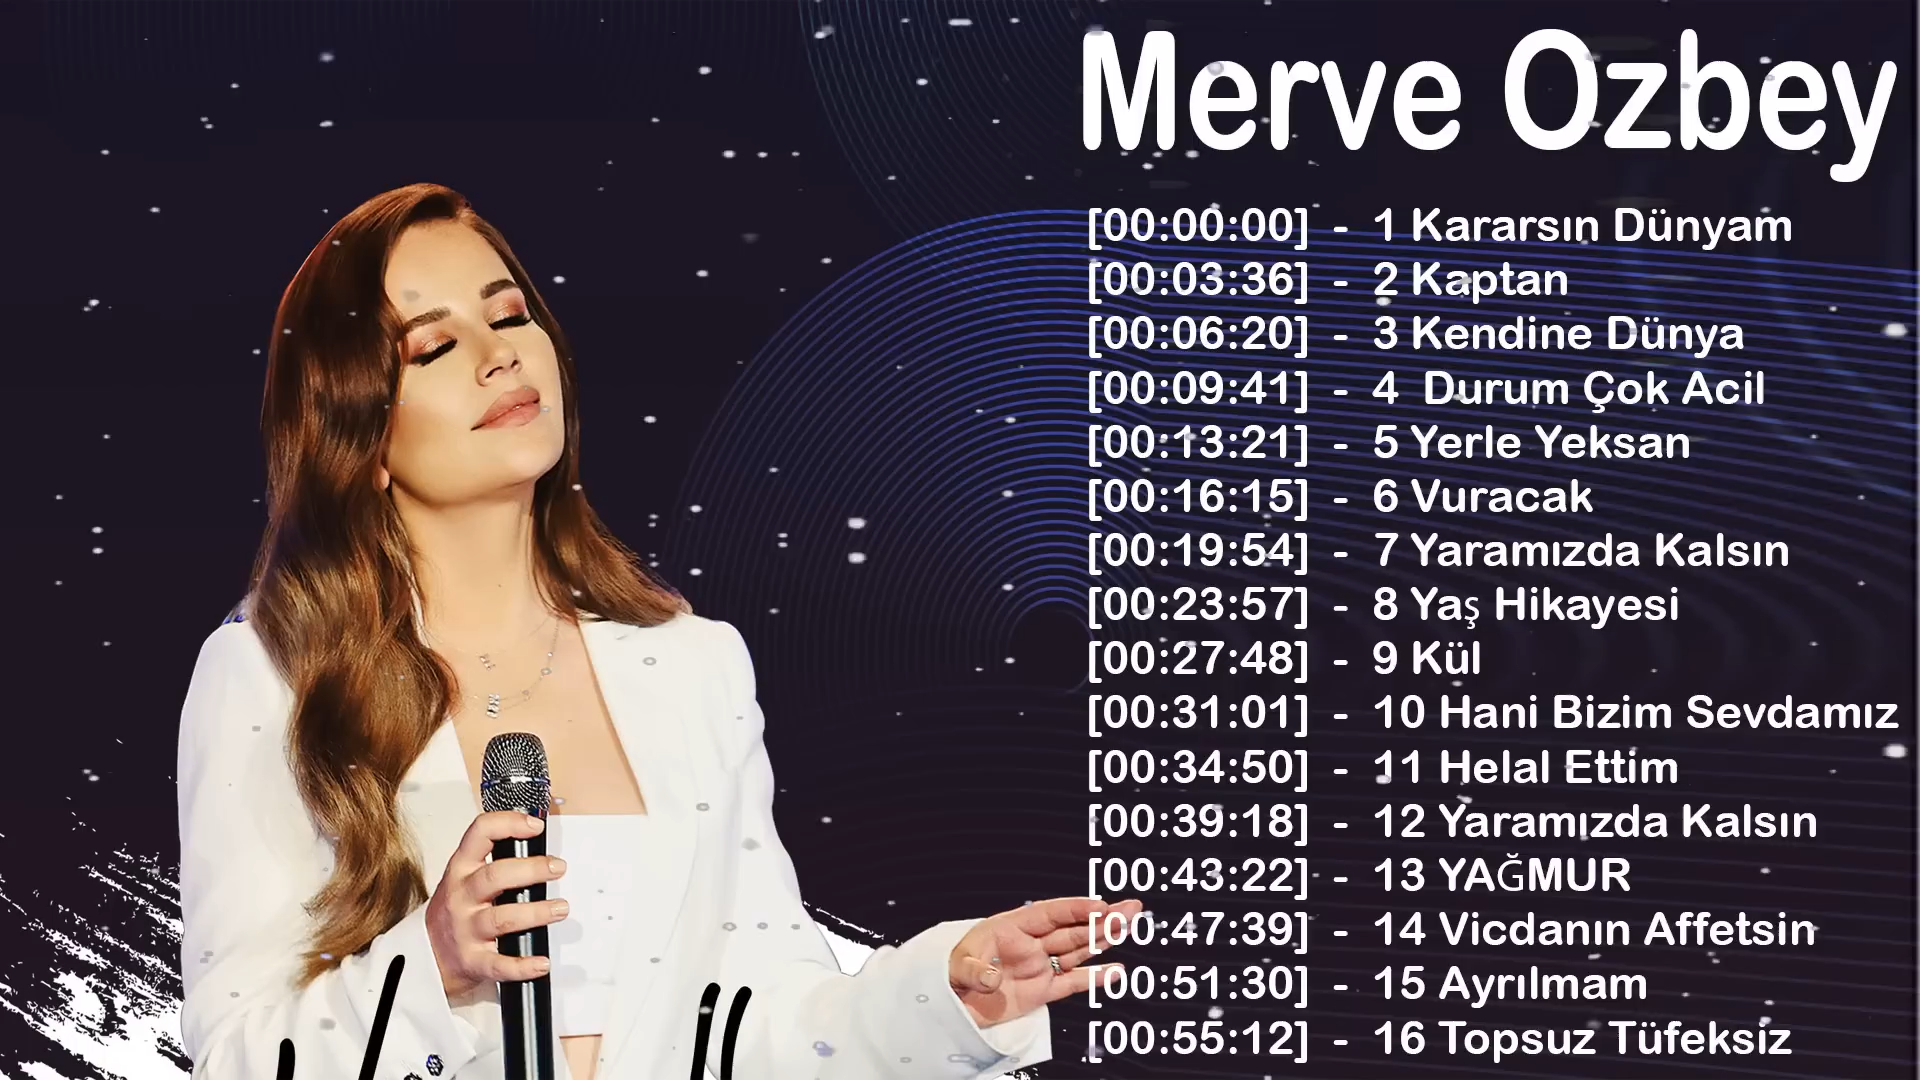 Merve Ozbey
[00:00:00] - 1 Kararsın Dünyam
[00:03:36] - 2 Kaptan
[00:06:20] - 3 Kendine Dünya
[00:09:41] - 4 Durum Çok Acil
[00:13:21] - 5 Yerle Yeksan
[00:16:15] - 6 Vuracak
[00:19:54] - 7 Yaramızda Kalsın
[00:23:57] - 8 Yaş Hikayesi
[00:27:48] - 9 Kül
[00:31:01] - 10 Hani Bizim Sevdamız
[00:34:50] - 11 Helal Ettim
[00:39:18] - 12 Yaramızda Kalsın
[00:43:22] - 13 YAĞMUR
[00:47:39] - 14 Vicdanın Affetsin
[00:51:30] - 15 Ayrılmam
[00:55:12] - 16 Topsuz Tüfeksiz